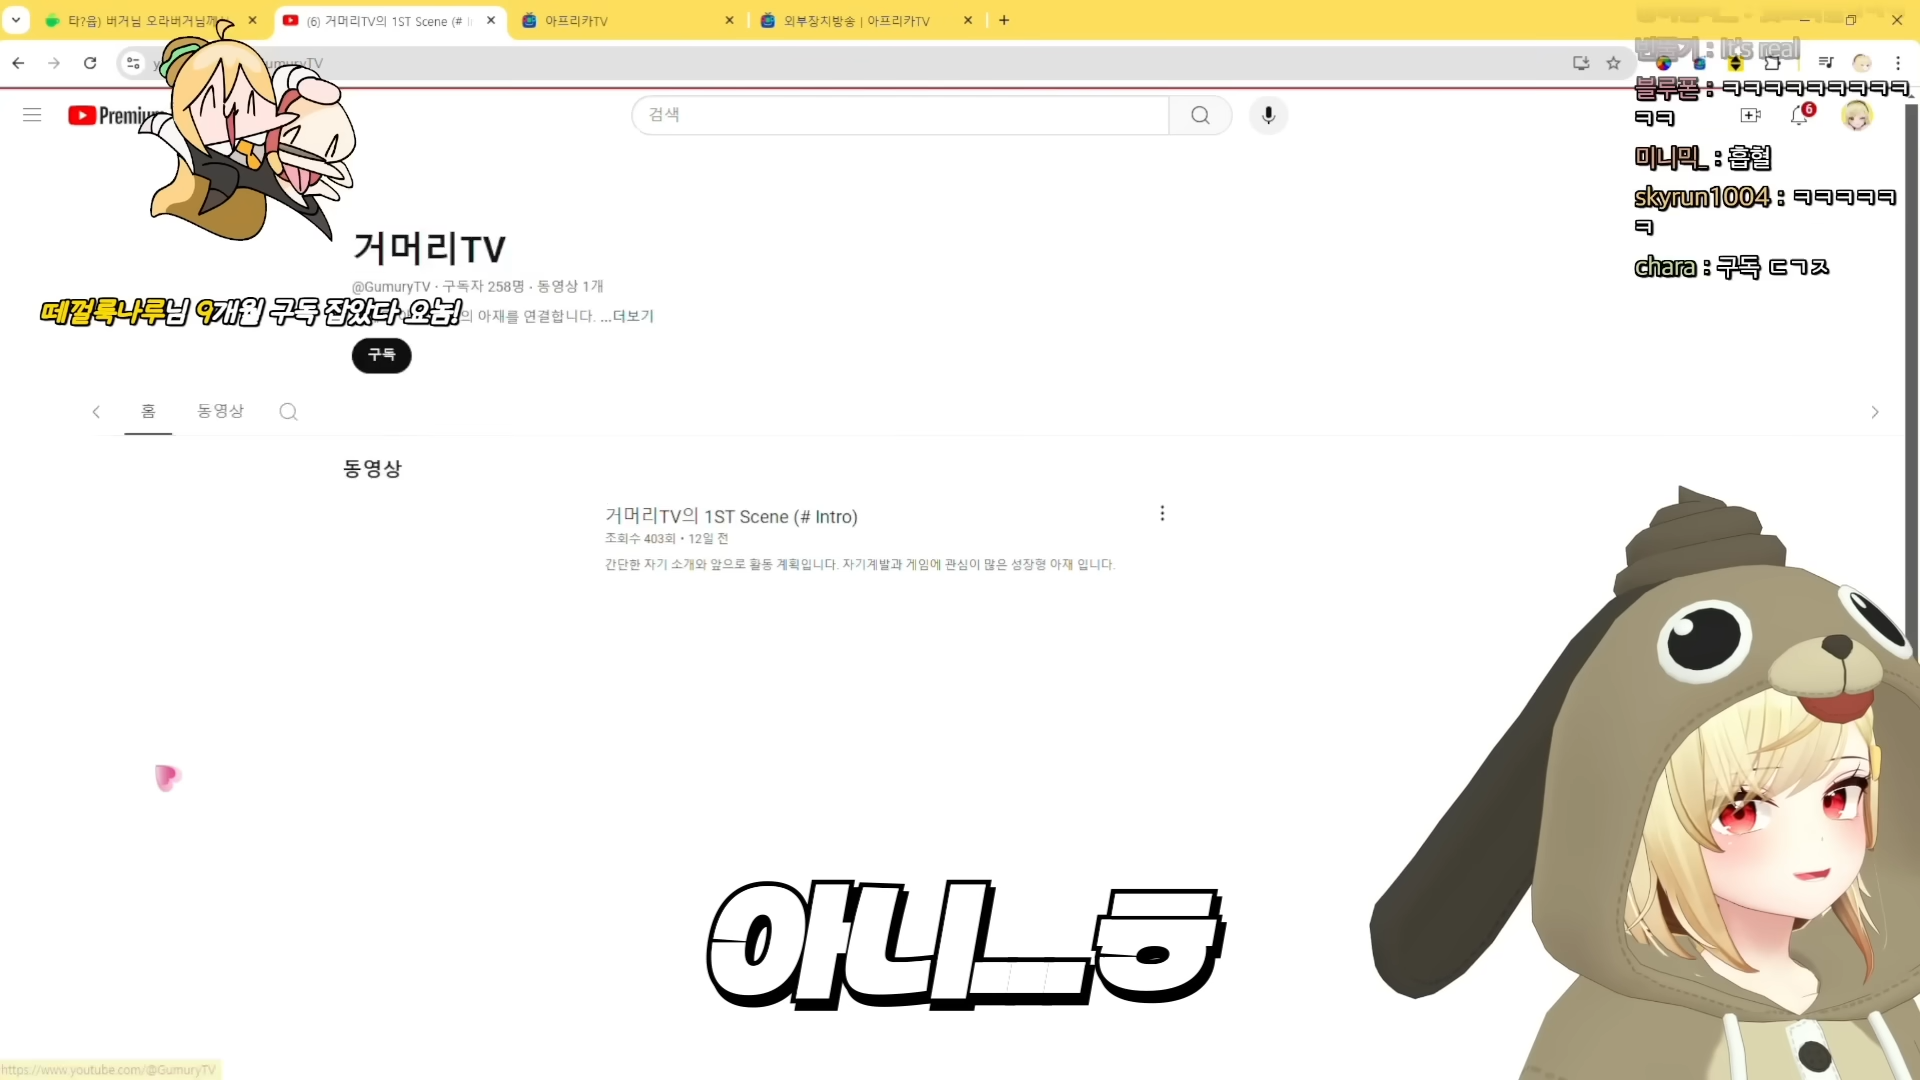 타?읍) 버거님 오라버거님께
(6) 거머리TV의 1ST Scene (# I
아프리카TV
외부장치방송 | 아프리카TV
umuryTV
Premiu
검색
6
It's real
블루폰 : ㅋㅋㅋㅋㅋㅋㅋㅋㅋ
ㅋㅋ
미니믹_ : 흡혈
skyrun1004 : ㅋㅋㅋㅋㅋ
ㅋ
chara : 구독 ㄷㄱㅈ
거머리TV
@GumuryTV · 구독자 258명 · 동영상 1개
떼껄룩나루님 9개월 구독 잡았다 요놈!
의 아재를 연결합니다. ...더보기
구독
홈
동영상
동영상
거머리TV의 1ST Scene (# Intro)
조회수 403회 • 12일 전
간단한 자기 소개와 앞으로 활동 계획입니다. 자기계발과 게임에 관심이 많은 성장형 아재 입니다.
아니...ㅎ
https://www.youtube.com/@GumuryTV